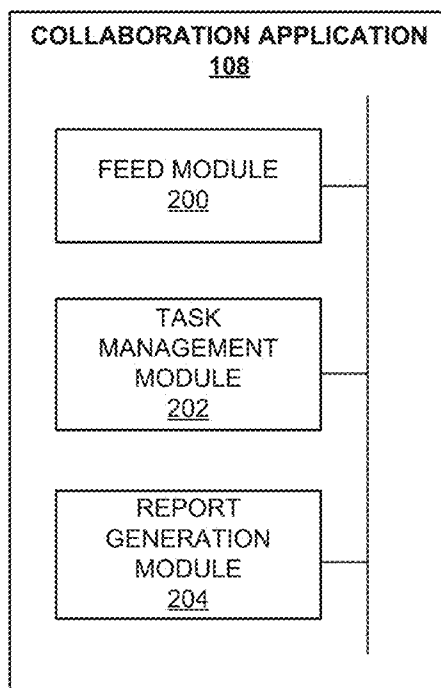 COLLABORATION APPLICATION
108
FEED MODULE
200
TASK
MANAGEMENT
MODULE
202
REPORT
GENERATION
MODULE
204